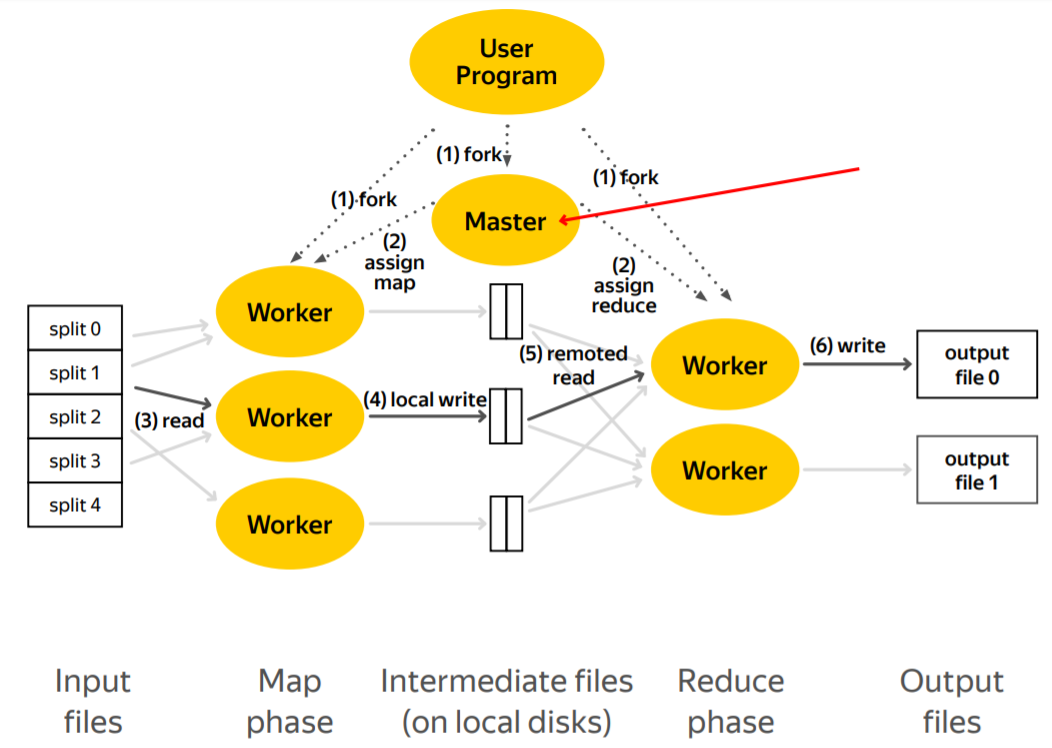 User
Program
(1) fork
(1) fork
(1) fork
Master
(2)
assign
map
(2)
assign
reduce
Worker
split 0
split 1
split 2
split 3
split 4
(3) read
Worker
(4) local write
(5) remoted
read
Worker
(6) write
output
file 0
Worker
output
file 1
Worker
Input
files
Map
phase
Intermediate files
(on local disks)
Reduce
phase
Output
files